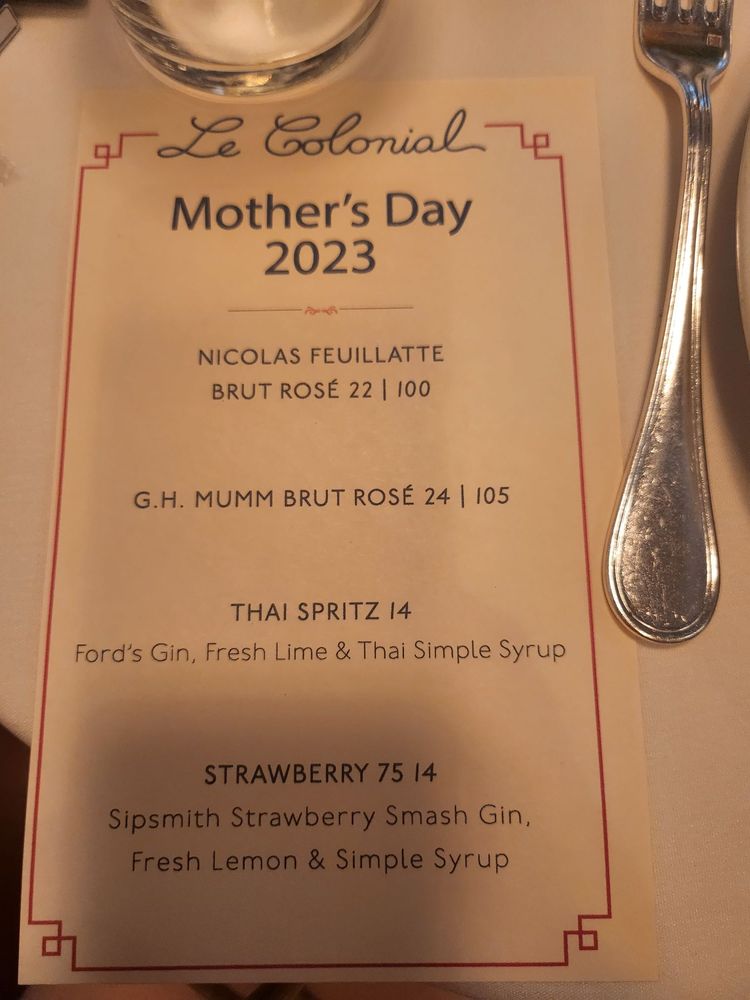 Le Colonial
Mother's Day
2023
NICOLAS FEUILLATTE
BRUT ROSÉ 22 | 100
G.H. MUMM BRUT ROSÉ 24 | 105
THAI SPRITZ 14
Ford's Gin, Fresh Lime & Thai Simple Syrup
STRAWBERRY 75 14
Sipsmith Strawberry Smash Gin,
Fresh Lemon & Simple Syrup